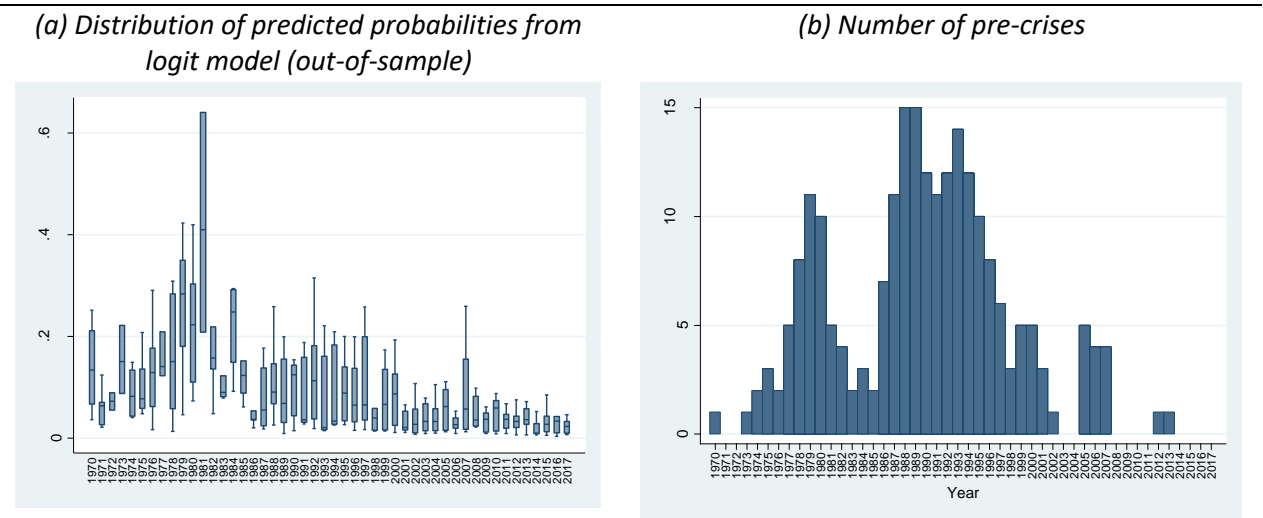 (a) Distribution of predicted probabilities from
logit model (out-of-sample)
.6
.4
.2
0
1970 1971 1972 1973 1974 1975 1976 1977 1978 1979 1980 1981 1982 1983 1984 1985 1986 1987 1988 1989 1990 1991 1992 1993 1994 1995 1996 1997 1998 1999 2000 2001 2002 2003 2004 2005 2006 2007 2008 2009 2010 2011 2012 2013 2014 2015 2016 2017
(b) Number of pre-crises
15
10
5
0
1970 1971 1972 1973 1974 1975 1976 1977 1978 1979 1980 1981 1982 1983 1984 1985 1986 1987 1988 1989 1990 1991 1992 1993 1994 1995 1996 1997 1998 1999 2000 2001 2002 2003 2004 2005 2006 2007 2008 2009 2010 2011 2012 2013 2014 2015 2016 2017
Year